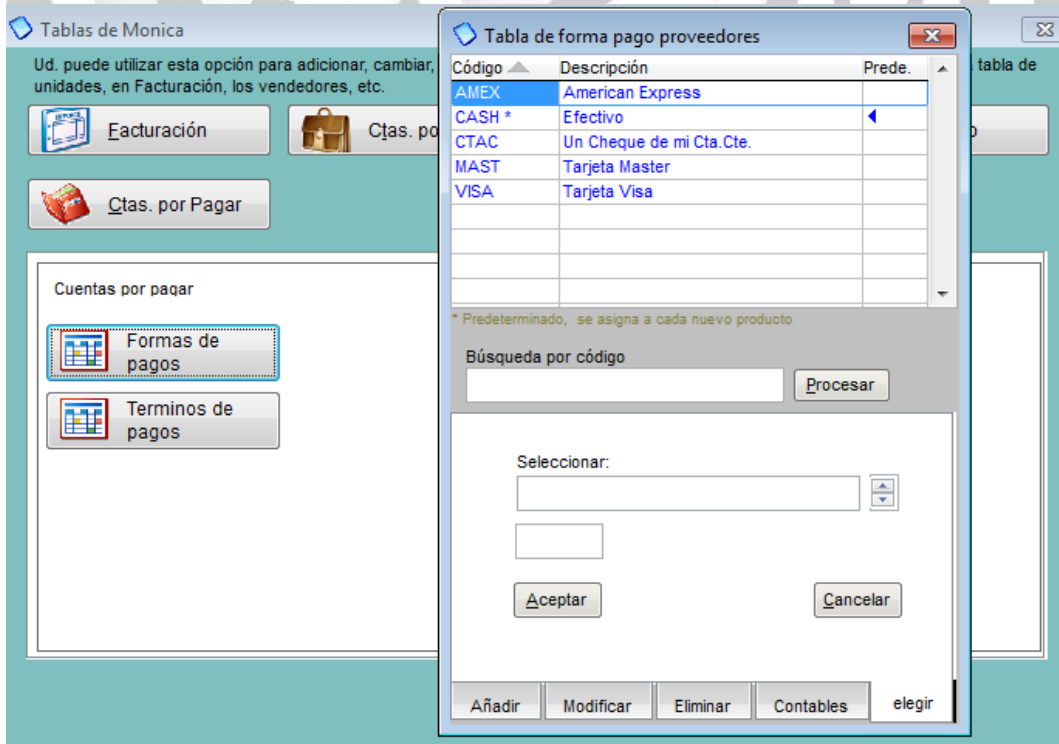 Tablas de Monica
Ud. puede utilizar esta opción para adicionar, cambiar,
tabla de
unidades, en Facturación, los vendedores, etc.
Facturación
Ctas. po
o
Ctas. por Pagar
Cuentas por pagar
Formas de
pagos
Terminos de
pagos
Tabla de forma pago proveedores
Código Descripción Prede.
AMEX American Express
CASH * Efectivo
CTAC Un Cheque de mi Cta.Cte.
MAST Tarjeta Master
VISA Tarjeta Visa
* Predeterminado, se asigna a cada nuevo producto
Búsqueda por código
Procesar
Seleccionar:
Aceptar Cancelar
Añadir Modificar Eliminar Contables elegir